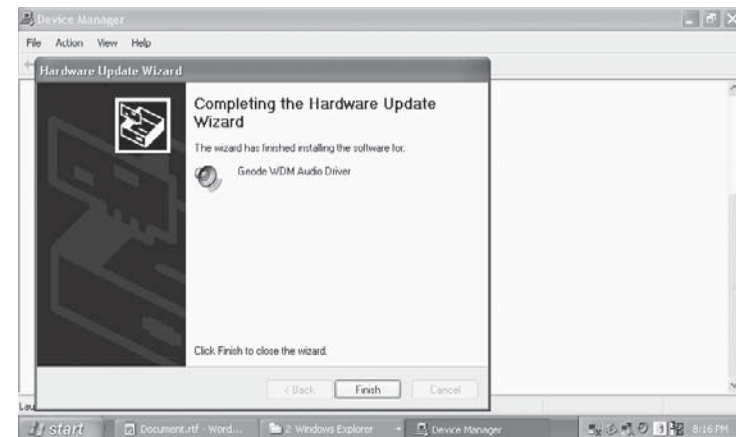 Device Manager
File Action View Help
Hardware Update Wizard
Completing the Hardware Update
Wizard
The wizard has finished installing the software for:
Geode WDM Audio Driver
Click Finish to close the wizard.
< Back Finish Cancel
start Document.rtf - Word... 2 Windows Explorer Device Manager 8:16 PM